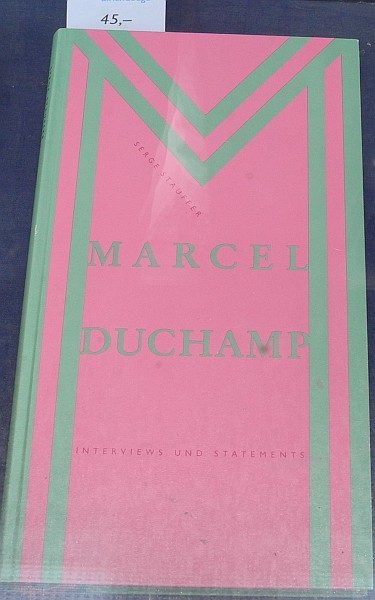 45,–
SERGE STAUFFER
MARCEL
DUCHAMP
INTERVIEWS UND STATEMENTS